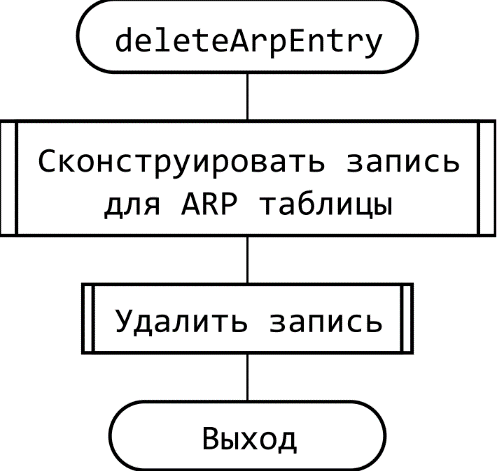 deleteArpEntry
Сконструировать запись
для ARP таблицы
Удалить запись
Выход